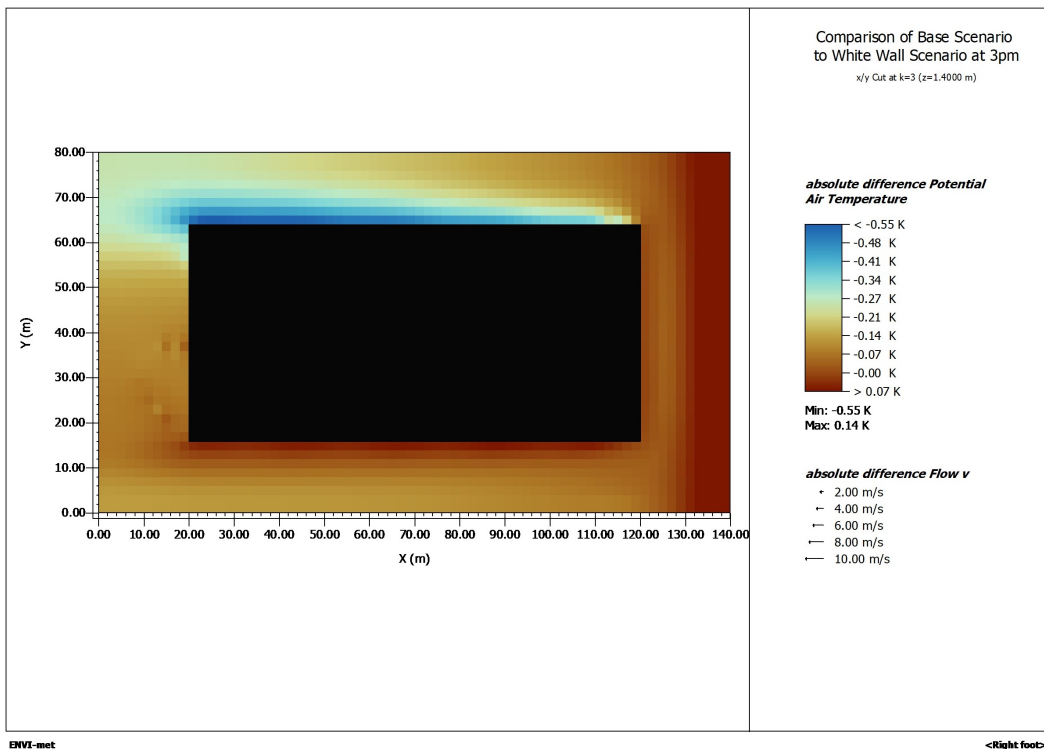 Comparison of Base Scenario
to White Wall Scenario at 3pm
x/y Cut at k=3 (z=1.4000 m)
80.00
70.00
60.00
50.00
40.00
30.00
20.00
10.00
0.00
Y (m)
0.00 10.00 20.00 30.00 40.00 50.00 60.00 70.00 80.00 90.00 100.00 110.00 120.00 130.00 140.00
X (m)
absolute difference Potential
Air Temperature
< -0.55 K
-0.48 K
-0.41 K
-0.34 K
-0.27 K
-0.21 K
-0.14 K
-0.07 K
-0.00 K
> 0.07 K
Min: -0.55 K
Max: 0.14 K
absolute difference Flow v
2.00 m/s
4.00 m/s
6.00 m/s
8.00 m/s
10.00 m/s
ENVI-met
<Right foot>